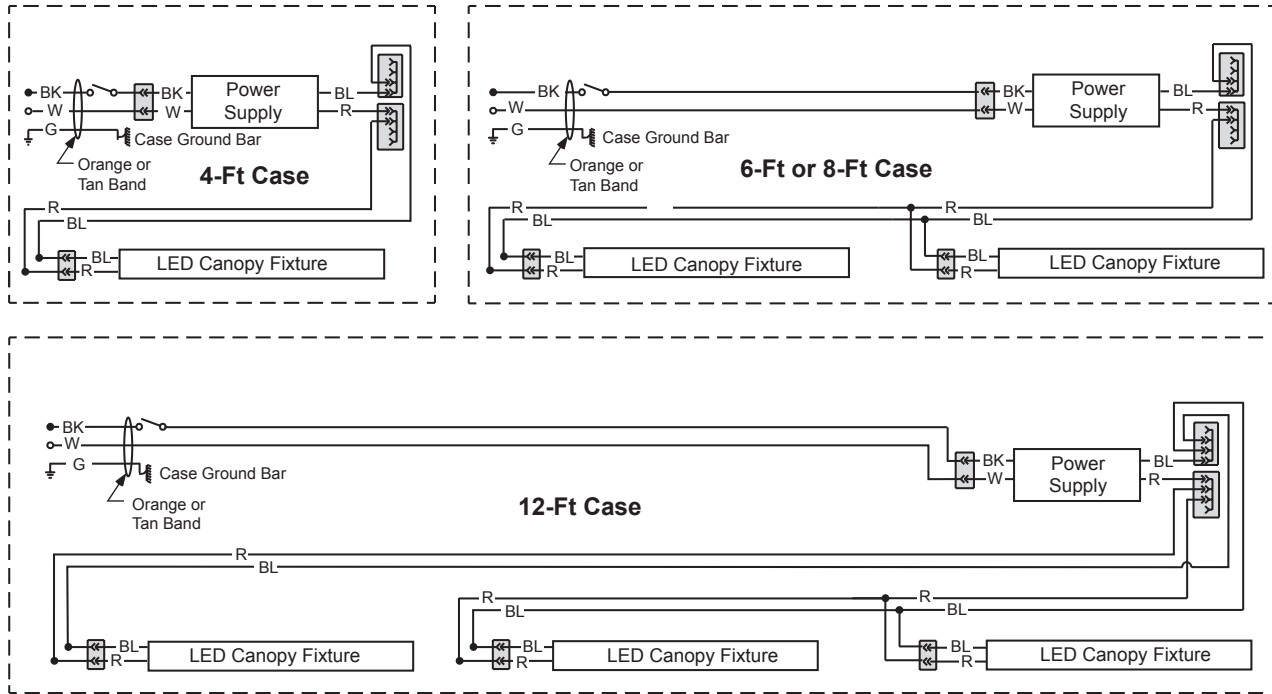 BK
BK
Power
Supply
BL
W
W
R
G
Case Ground Bar
Orange or
Tan Band
4-Ft Case
R
BL
BL
R
LED Canopy Fixture
BK
BK
Power
Supply
BL
W
W
R
G
Case Ground Bar
Orange or
Tan Band
6-Ft or 8-Ft Case
R
R
BL
BL
BL
R
LED Canopy Fixture
BL
R
LED Canopy Fixture
BK
W
G
Case Ground Bar
Orange or
Tan Band
BK
W
Power
Supply
BL
R
12-Ft Case
R
BL
R
R
BL
BL
BL
R
LED Canopy Fixture
BL
R
LED Canopy Fixture
BL
R
LED Canopy Fixture